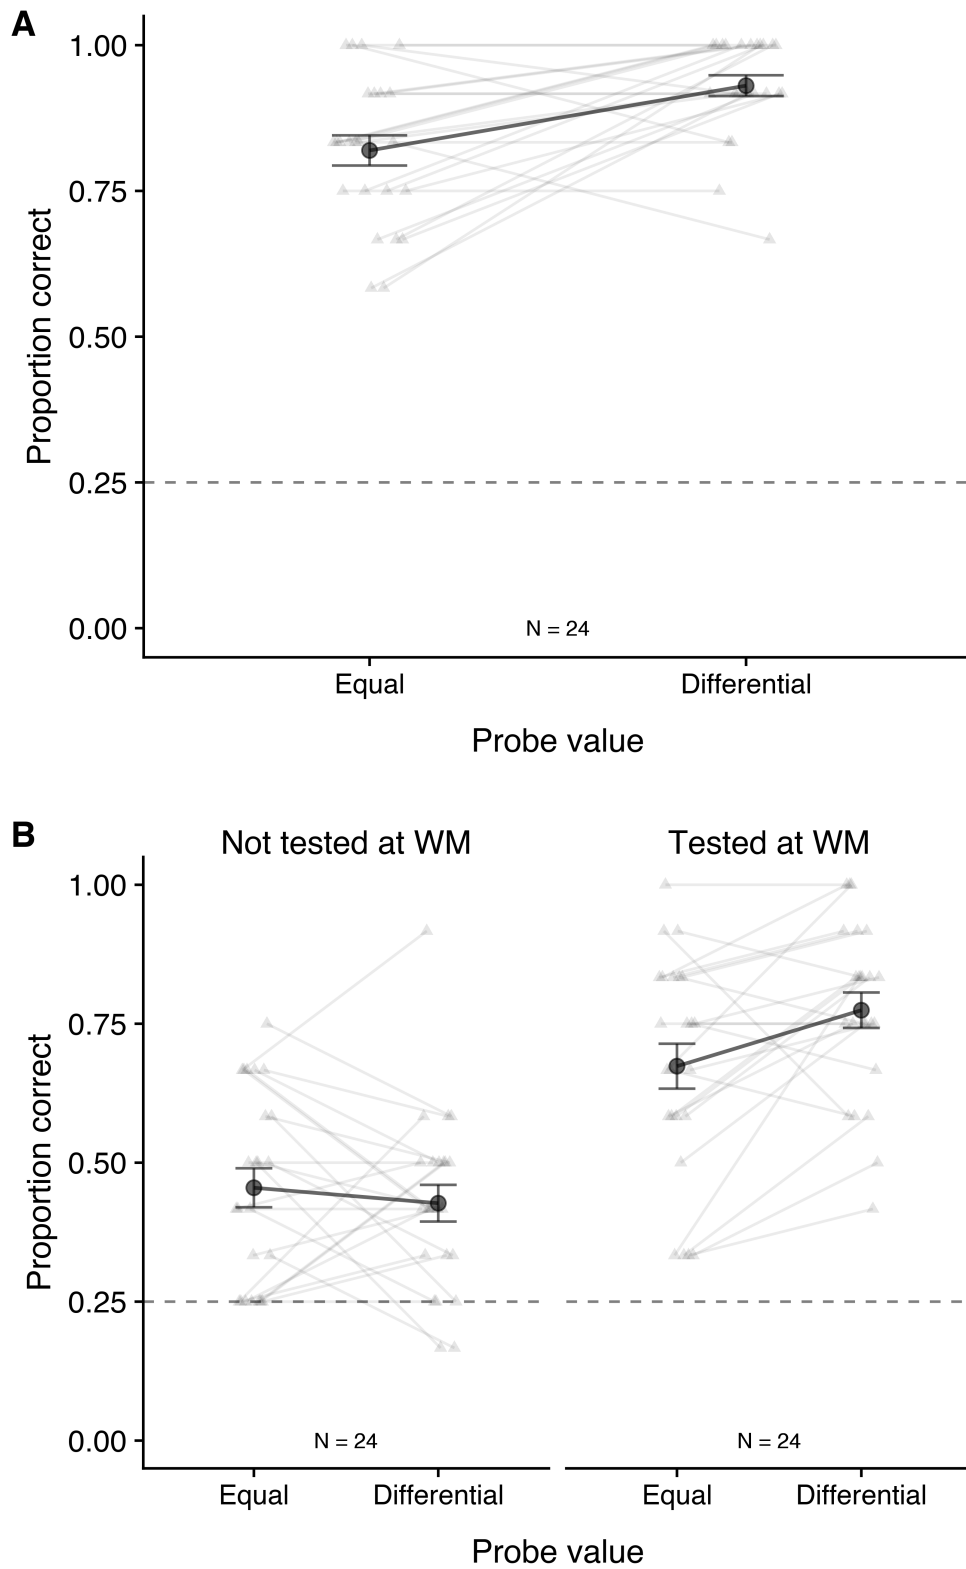 A
1.00
0.75
0.50
0.25
0.00
Proportion correct
N = 24
Equal Differential
Probe value
B
Not tested at WM Tested at WM
1.00
0.75
0.50
0.25
0.00
Proportion correct
N = 24 N = 24
Equal Differential Equal Differential
Probe value